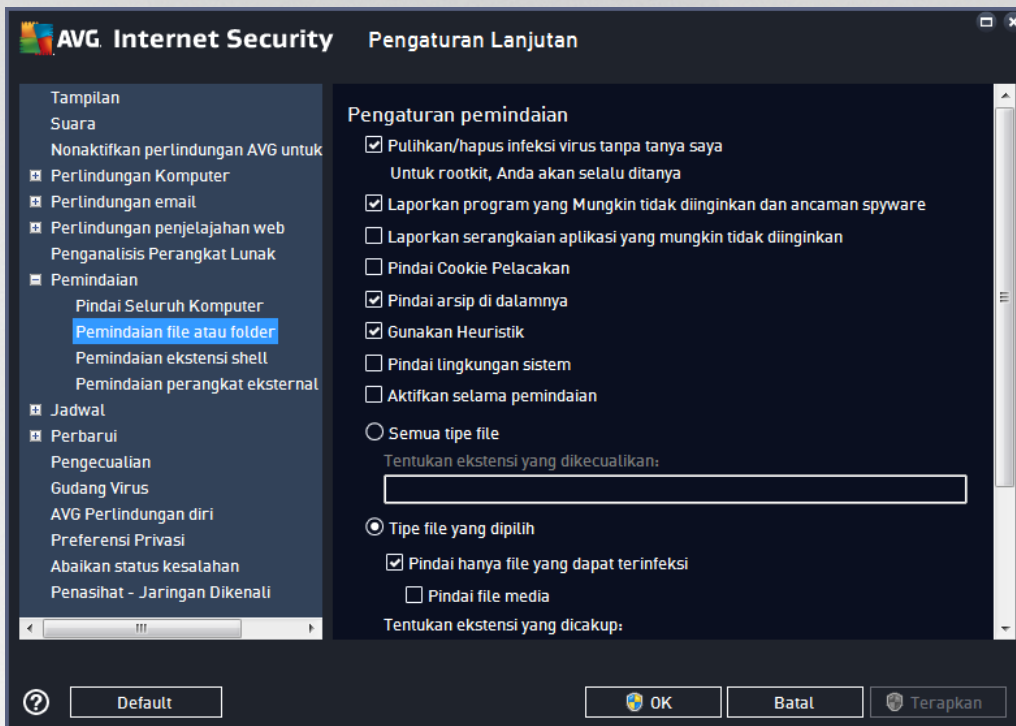 AVG Internet Security Pengaturan Lanjutan
Tampilan
Suara
Nonaktifkan perlindungan AVG untuk
Perlindungan Komputer
Perlindungan email
Perlindungan penjelajahan web
Penganalisis Perangkat Lunak
Pemindaian
Pindai Seluruh Komputer
Pemindaian file atau folder
Pemindaian ekstensi shell
Pemindaian perangkat eksternal
Jadwal
Perbarui
Pengecualian
Gudang Virus
AVG Perlindungan diri
Preferensi Privasi
Abaikan status kesalahan
Penasihat - Jaringan Dikenali
Pengaturan pemindaian
Pulihkan/hapus infeksi virus tanpa tanya saya
Untuk rootkit, Anda akan selalu ditanya
Laporkan program yang Mungkin tidak diinginkan dan ancaman spyware
Laporkan serangkaian aplikasi yang mungkin tidak diinginkan
Pindai Cookie Pelacakan
Pindai arsip di dalamnya
Gunakan Heuristik
Pindai lingkungan sistem
Aktifkan selama pemindaian
Semua tipe file
Tentukan ekstensi yang dikecualikan:
Tipe file yang dipilih
Pindai hanya file yang dapat terinfeksi
Pindai file media
Tentukan ekstensi yang dicakup:
Default
OK
Batal
Terapkan